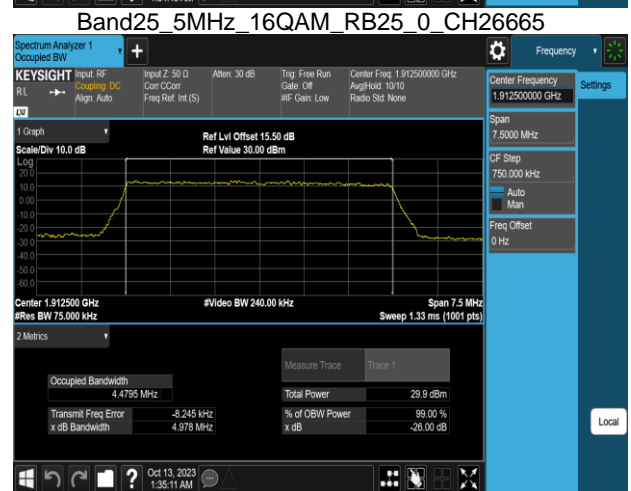 Band25_5MHz_16QAM_RB25_0_CH26665
Spectrum Analyzer 1
Occupied BW
Frequency
KEYSIGHT Input: RF Input Z: 50 Ω Atten: 30 dB Trig: Free Run Center Freq: 1.912500000 GHz
RL Coupling: DC Corr CCorr Gate: Off Avg|Hold: 10/10
Align: Auto Freq Ref: Int (S) #IF Gain: Low Radio Std: None
LXI
Center Frequency
1.912500000 GHz
Settings
Span
7.5000 MHz
CF Step
750.000 kHz
Auto
Man
Freq Offset
0 Hz
1 Graph
Ref Lvl Offset 15.50 dB
Scale/Div 10.0 dB Ref Value 30.00 dBm
Log
20.0
10.0
0.00
-10.0
-20.0
-30.0
-40.0
-50.0
-60.0
Center 1.912500 GHz #Video BW 240.00 kHz Span 7.5 MHz
#Res BW 75.000 kHz Sweep 1.33 ms (1001 pts)
2 Metrics
Measure Trace Trace 1
Occupied Bandwidth
4.4795 MHz Total Power 29.9 dBm
Transmit Freq Error -8.245 kHz % of OBW Power 99.00 %
x dB Bandwidth 4.978 MHz x dB -26.00 dB
Local
? Oct 13, 2023
1:35:11 AM